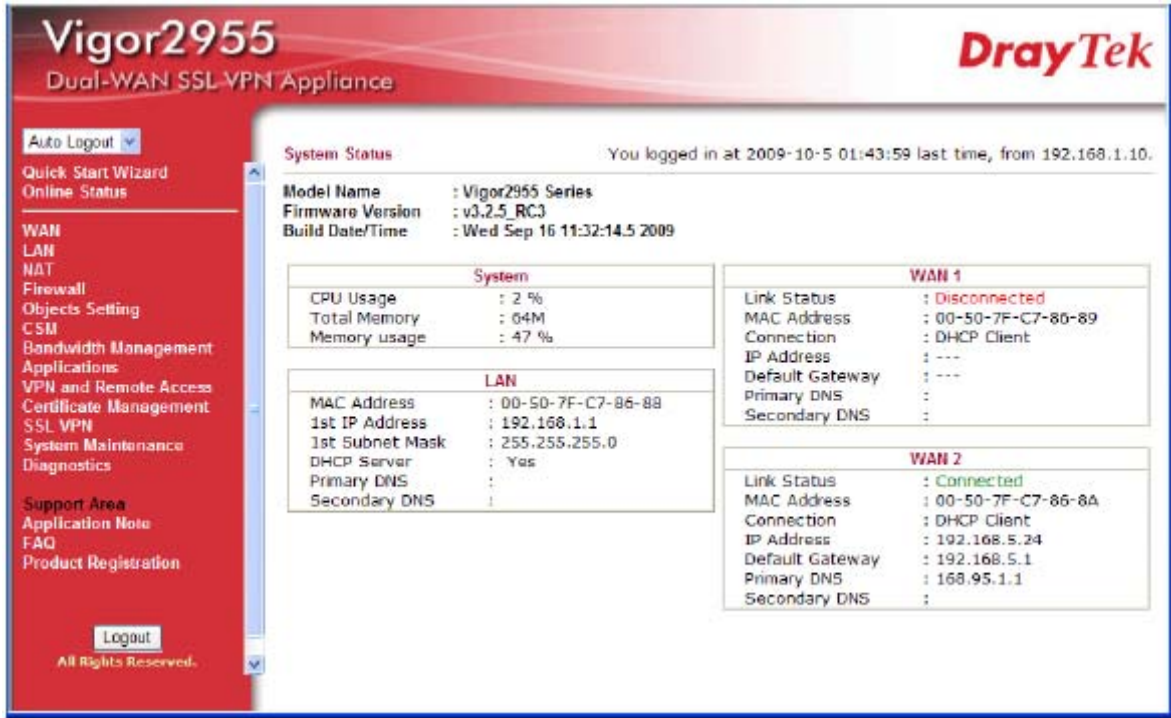 Vigor2955
Dual-WAN SSL VPN Appliance
DrayTek
Auto Logout
Quick Start Wizard
Online Status
WAN
LAN
NAT
Firewall
Objects Setting
CSM
Bandwidth Management
Applications
VPN and Remote Access
Certificate Management
SSL VPN
System Maintenance
Diagnostics
Support Area
Application Note
FAQ
Product Registration
Logout
All Rights Reserved.
System Status
You logged in at 2009-10-5 01:43:59 last time, from 192.168.1.10.
Model Name : Vigor2955 Series
Firmware Version : v3.2.5_RC3
Build Date/Time : Wed Sep 16 11:32:14.5 2009
System
CPU Usage : 2 %
Total Memory : 64M
Memory usage : 47 %
LAN
MAC Address : 00-50-7F-C7-86-88
1st IP Address : 192.168.1.1
1st Subnet Mask : 255.255.255.0
DHCP Server : Yes
Primary DNS :
Secondary DNS :
WAN 1
Link Status : Disconnected
MAC Address : 00-50-7F-C7-86-89
Connection : DHCP Client
IP Address : ---
Default Gateway : ---
Primary DNS :
Secondary DNS :
WAN 2
Link Status : Connected
MAC Address : 00-50-7F-C7-86-8A
Connection : DHCP Client
IP Address : 192.168.5.24
Default Gateway : 192.168.5.1
Primary DNS : 168.95.1.1
Secondary DNS :